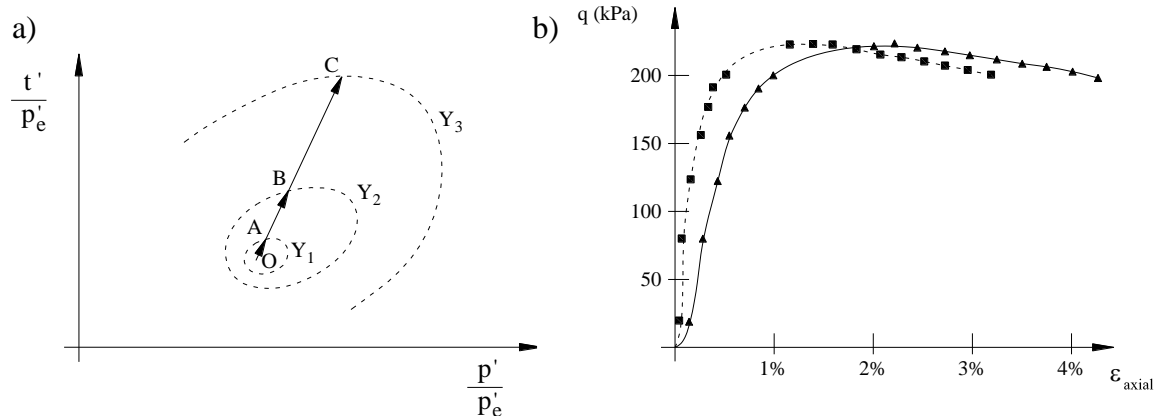 a)
t'
p'e
C
Y3
B
Y2
A
Y1
O
p'
p'e
b)
q (kPa)
200
150
100
50
1%
2%
3%
4%
εaxial